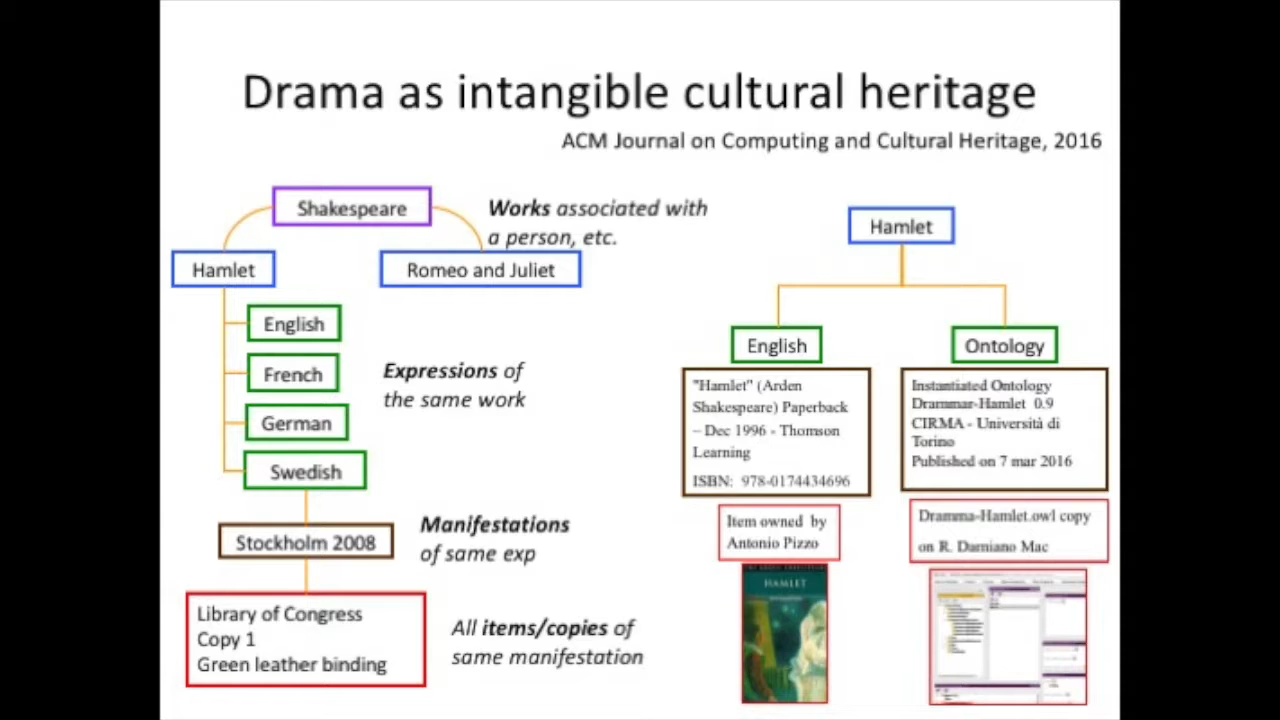 Drama as intangible cultural heritage
ACM Journal on Computing and Cultural Heritage, 2016
Shakespeare
Works associated with
a person, etc.
Hamlet
Romeo and Juliet
English
French
German
Swedish
Expressions of
the same work
Stockholm 2008
Manifestations
of same exp
Library of Congress
Copy 1
Green leather binding
All items/copies of
same manifestation
Hamlet
English
Ontology
"Hamlet" (Arden
Shakespeare) Paperback
– Dec 1996 - Thomson
Learning
ISBN: 978-0174434696
Instantiated Ontology
Drammar-Hamlet 0.9
CIRMA - Università di
Torino
Published on 7 mar 2016
Item owned by
Antonio Pizzo
Dramma-Hamlet.owl copy
on R. Damiano Mac
HAMLET